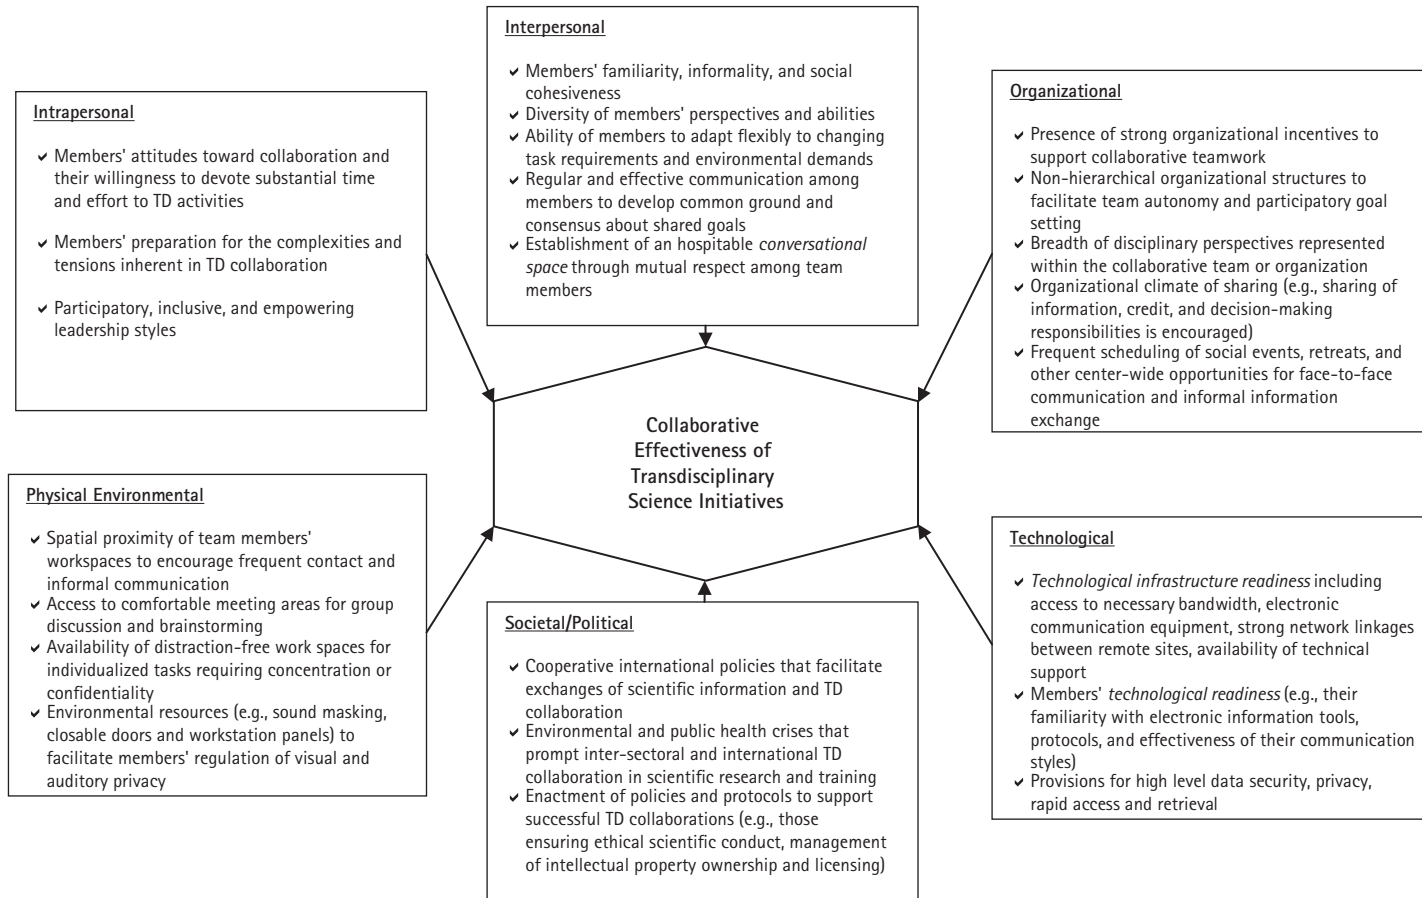 Intrapersonal
✔ Members' attitudes toward collaboration and
their willingness to devote substantial time
and effort to TD activities
✔ Members' preparation for the complexities and
tensions inherent in TD collaboration
✔ Participatory, inclusive, and empowering
leadership styles
Interpersonal
✔ Members' familiarity, informality, and social
cohesiveness
✔ Diversity of members' perspectives and abilities
✔ Ability of members to adapt flexibly to changing
task requirements and environmental demands
✔ Regular and effective communication among
members to develop common ground and
consensus about shared goals
✔ Establishment of an hospitable conversational
space through mutual respect among team
members
Organizational
✔ Presence of strong organizational incentives to
support collaborative teamwork
✔ Non-hierarchical organizational structures to
facilitate team autonomy and participatory goal
setting
✔ Breadth of disciplinary perspectives represented
within the collaborative team or organization
✔ Organizational climate of sharing (e.g., sharing of
information, credit, and decision-making
responsibilities is encouraged)
✔ Frequent scheduling of social events, retreats, and
other center-wide opportunities for face-to-face
communication and informal information
exchange
Collaborative
Effectiveness of
Transdisciplinary
Science Initiatives
Physical Environmental
✔ Spatial proximity of team members'
workspaces to encourage frequent contact and
informal communication
✔ Access to comfortable meeting areas for group
discussion and brainstorming
✔ Availability of distraction-free work spaces for
individualized tasks requiring concentration or
confidentiality
✔ Environmental resources (e.g., sound masking,
closable doors and workstation panels) to
facilitate members' regulation of visual and
auditory privacy
Societal/Political
✔ Cooperative international policies that facilitate
exchanges of scientific information and TD
collaboration
✔ Environmental and public health crises that
prompt inter-sectoral and international TD
collaboration in scientific research and training
✔ Enactment of policies and protocols to support
successful TD collaborations (e.g., those
ensuring ethical scientific conduct, management
of intellectual property ownership and licensing)
Technological
✔ Technological infrastructure readiness including
access to necessary bandwidth, electronic
communication equipment, strong network linkages
between remote sites, availability of technical
support
✔ Members' technological readiness (e.g., their
familiarity with electronic information tools,
protocols, and effectiveness of their communication
styles)
✔ Provisions for high level data security, privacy,
rapid access and retrieval